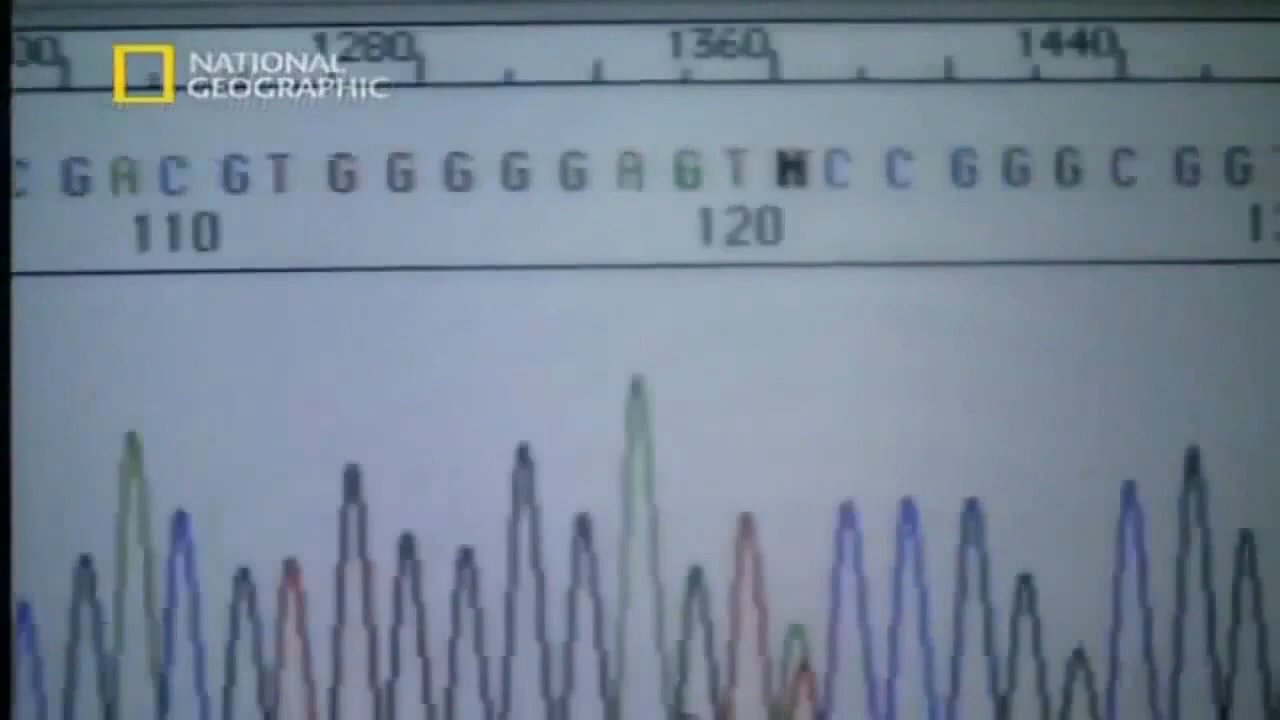 1280 1360 1440
NATIONAL
GEOGRAPHIC
C G A C G T G G G G G A G T N C C G G G C G G
110 120